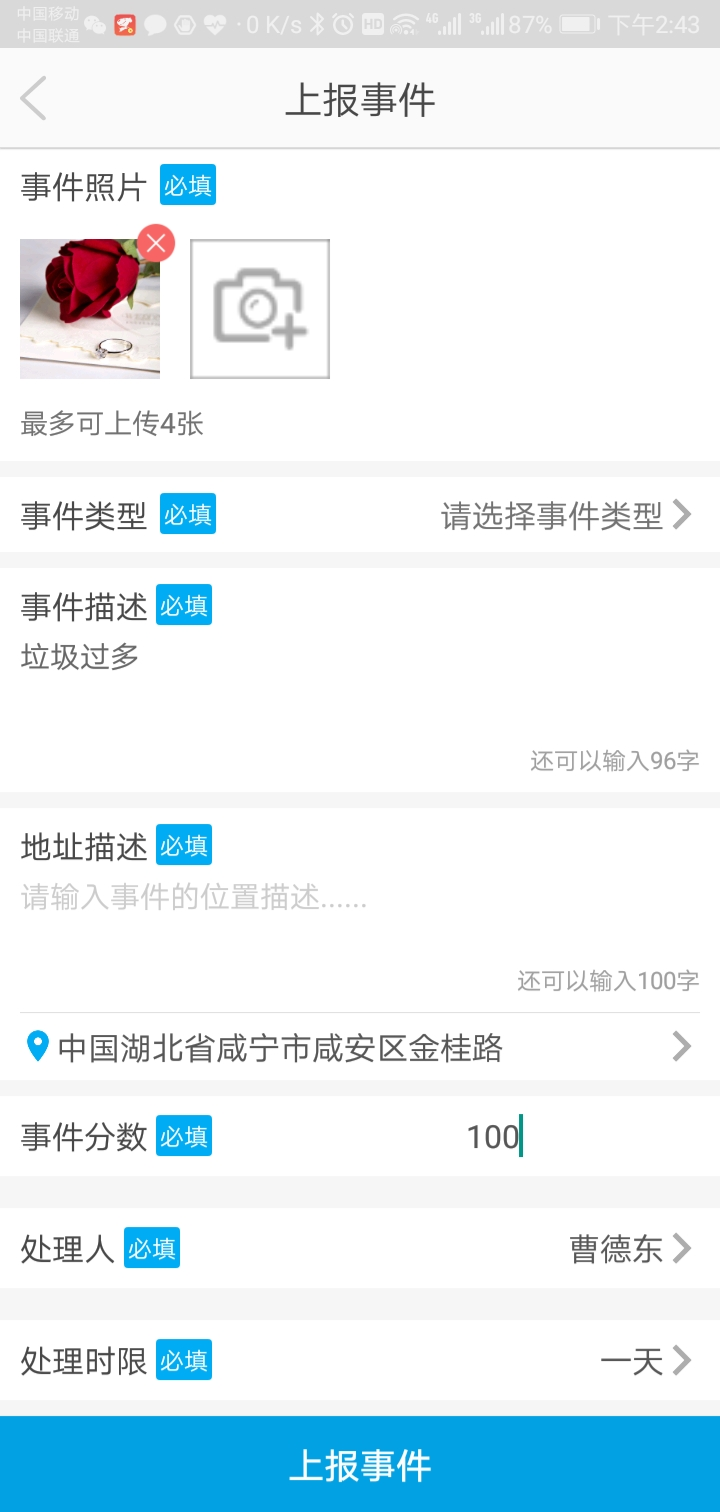 中国移动
中国联通
0 K/s HD 4G 3G 87% 下午2:43
上报事件
事件照片 必填
最多可上传4张
事件类型 必填 请选择事件类型
事件描述 必填
垃圾过多
还可以输入96字
地址描述 必填
请输入事件的位置描述......
还可以输入100字
中国湖北省咸宁市咸安区金桂路
事件分数 必填 100
处理人 必填 曹德东
处理时限 必填 一天
上报事件